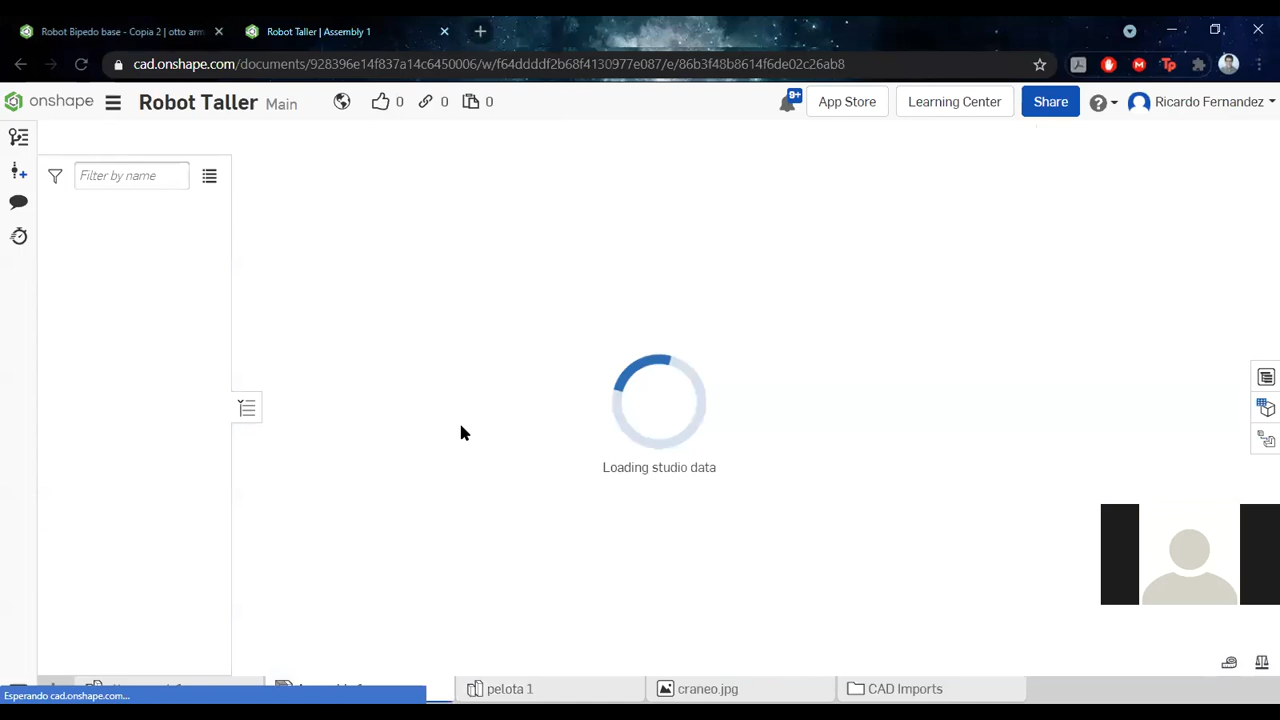 Robot Bipedo base - Copia 2 | otto arm
Robot Taller | Assembly 1
cad.onshape.com/documents/928396e14f837a14c6450006/w/f64ddddf2b68f4130977e087/e/86b3f48b8614f6de02c26ab8
onshape
Robot Taller Main
0
0
0
9+
App Store
Learning Center
Share
Ricardo Fernandez
Filter by name
Loading studio data
Esperando cad.onshape.com...
pelota 1
craneo.jpg
CAD Imports